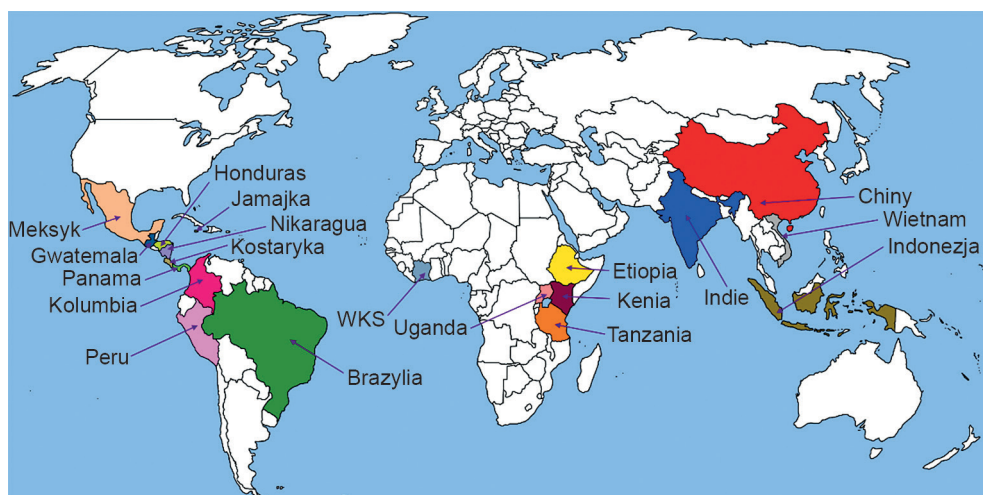 Honduras
Jamajka
Nikaragua
Kostaryka
Meksyk
Gwatemala
Panama
Kolumbia
Peru
Brazylia
WKS
Uganda
Etiopia
Kenia
Tanzania
Indie
Chiny
Wietnam
Indonezja